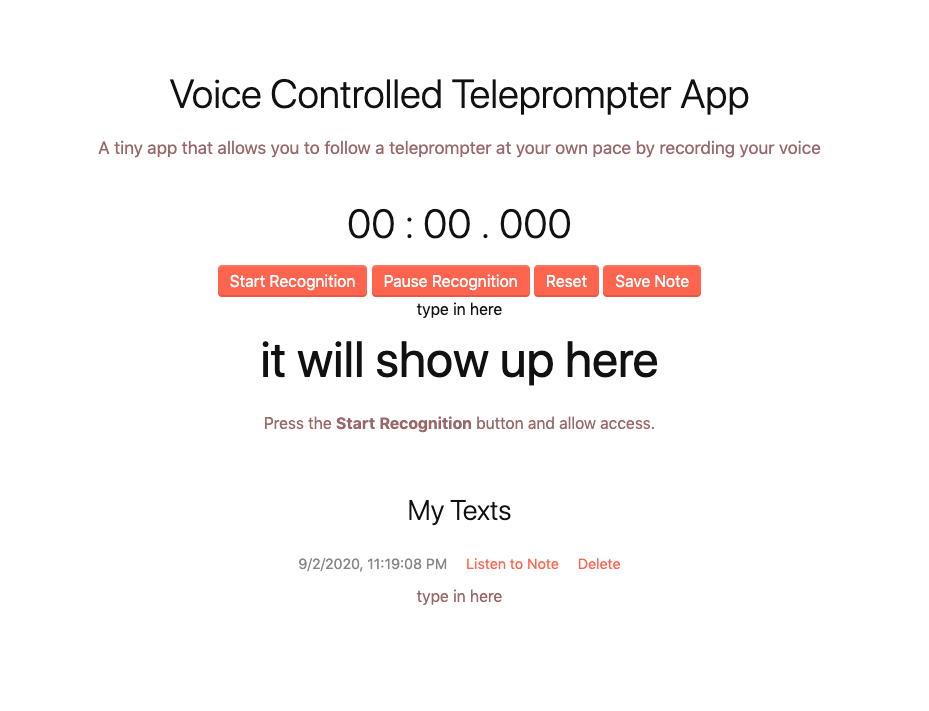 Voice Controlled Teleprompter App
A tiny app that allows you to follow a teleprompter at your own pace by recording your voice
00 : 00 . 000
Start Recognition Pause Recognition Reset Save Note
type in here
it will show up here
Press the Start Recognition button and allow access.
My Texts
9/2/2020, 11:19:08 PM Listen to Note Delete
type in here